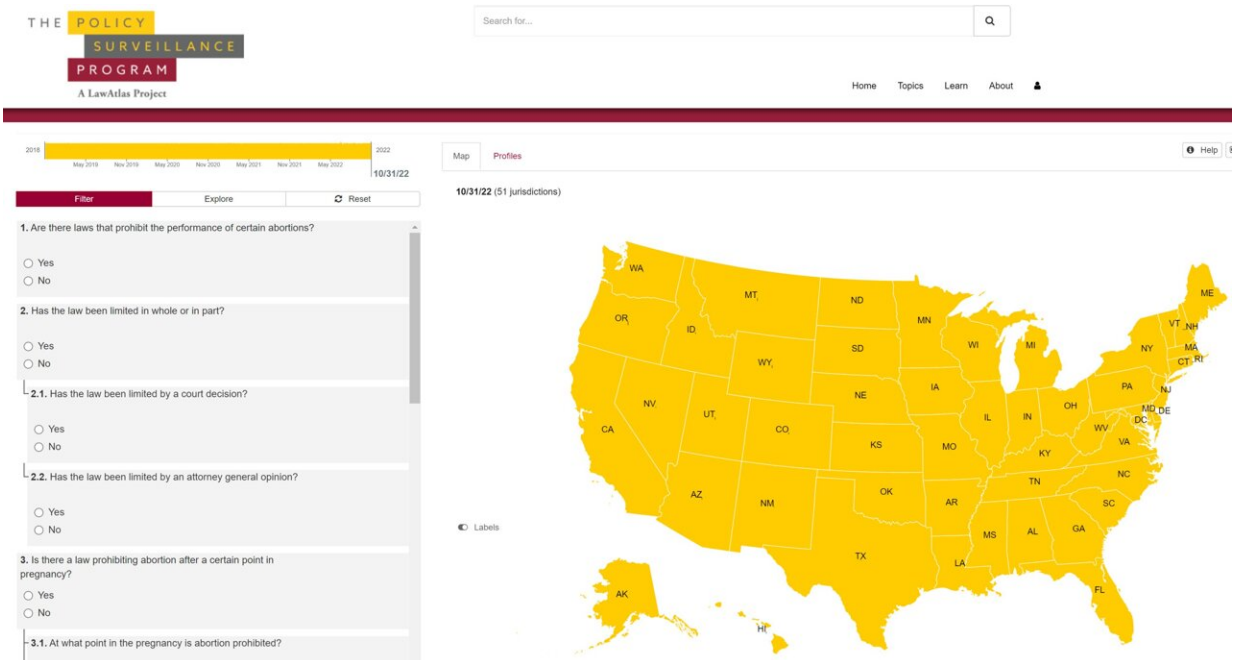 THE POLICY
SURVEILLANCE
PROGRAM
A LawAtlas Project
Search for...
Home Topics Learn About
2018
2022
May 2019 Nov 2019 May 2020 Nov 2020 May 2021 Nov 2021 May 2022
10/31/22
Filter Explore Reset
1. Are there laws that prohibit the performance of certain abortions?
Yes
No
2. Has the law been limited in whole or in part?
Yes
No
2.1. Has the law been limited by a court decision?
Yes
No
2.2. Has the law been limited by an attorney general opinion?
Yes
No
3. Is there a law prohibiting abortion after a certain point in
pregnancy?
Yes
No
3.1. At what point in the pregnancy is abortion prohibited?
Map Profiles
Help
10/31/22 (51 jurisdictions)
WA
MT
ND
ME
OR
ID
MN
VT NH
SD
WI
MI
NY
MA
WY
CT RI
NE
IA
PA
NJ
NV
UT
IL
IN
OH
MD DE
DC
CA
CO
KS
MO
WV
VA
KY
NC
AZ
NM
OK
AR
TN
SC
MS
AL
GA
TX
LA
FL
AK
HI
Labels